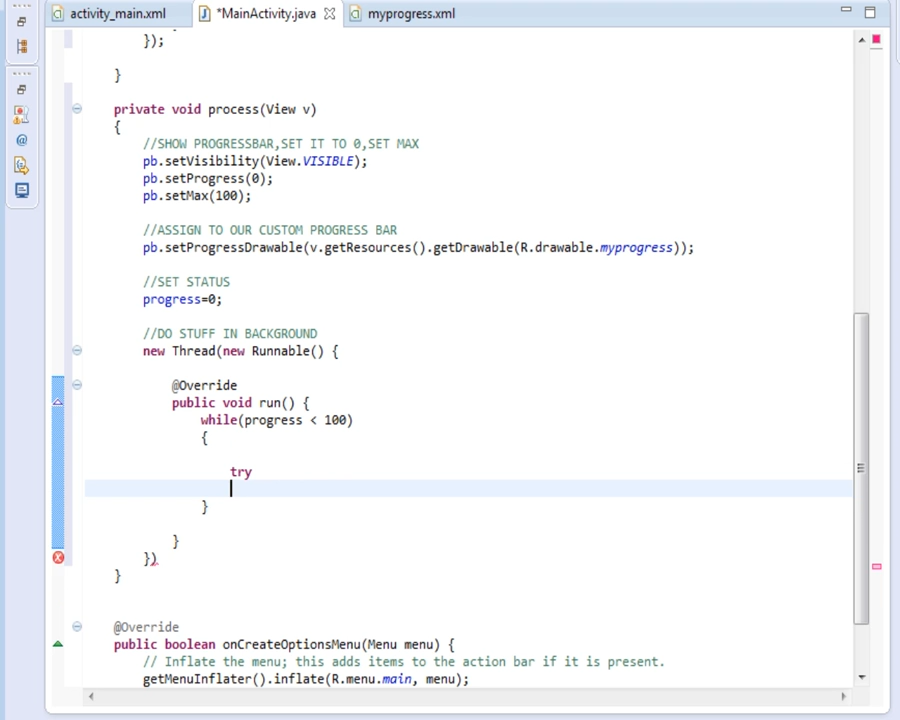 activity_main.xml *MainActivity.java myprogress.xml
});
}
private void process(View v)
{
//SHOW PROGRESSBAR,SET IT TO 0,SET MAX
pb.setVisibility(View.VISIBLE);
pb.setProgress(0);
pb.setMax(100);
//ASSIGN TO OUR CUSTOM PROGRESS BAR
pb.setProgressDrawable(v.getResources().getDrawable(R.drawable.myprogress));
//SET STATUS
progress=0;
//DO STUFF IN BACKGROUND
new Thread(new Runnable() {
@Override
public void run() {
while(progress < 100)
{
try
}
}
})
}
@Override
public boolean onCreateOptionsMenu(Menu menu) {
// Inflate the menu; this adds items to the action bar if it is present.
getMenuInflater().inflate(R.menu.main, menu);